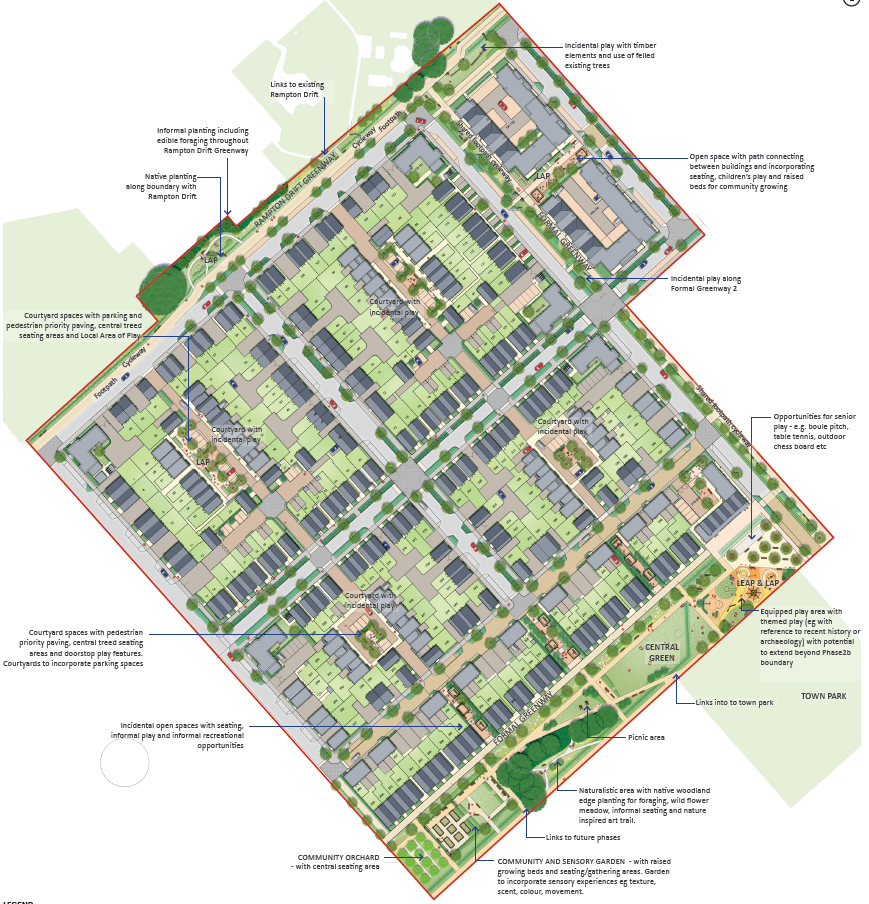 Incidental play with timber
elements and use of felled
existing trees
Links to existing
Rampton Drift
Informal planting including
edible foraging throughout
Rampton Drift Greenway
Native planting
along boundary with
Rampton Drift
Cycleway
Footpath
RAMPTON DRIFT GREENWAY
Shared footpath cycleway
LAP
Open space with path connecting
between buildings and incorporating
seating, children's play and raised
beds for community growing
FORMAL GREENWAY
LAP
Incidental play along
Formal Greenway 2
Courtyard with
incidental play
Courtyard spaces with parking and
pedestrian priority paving, central treed
seating areas and Local Area of Play
Footpath
Cycleway
Shared footpath cycleway
Courtyard with
incidental play
Courtyard with
incidental play
LAP
Opportunities for senior
play - e.g. boule pitch,
table tennis, outdoor
chess board etc
LEAP & LAP
Courtyard with
incidental play
Equipped play area with
themed play (eg with
reference to recent history or
archaeology) with potential
to extend beyond Phase2b
boundary
Courtyard spaces with pedestrian
priority paving, central treed seating
areas and doorstop play features.
Courtyards to incorporate parking spaces
CENTRAL
GREEN
TOWN PARK
Links into to town park
FORMAL GREENWAY
Incidental open spaces with seating,
informal play and informal recreational
opportunities
Picnic area
Naturalistic area with native woodland
edge planting for foraging, wild flower
meadow, informal seating and nature
inspired art trail.
Links to future phases
COMMUNITY ORCHARD
- with central seating area
COMMUNITY AND SENSORY GARDEN - with raised
growing beds and seating/gathering areas. Garden
to incorporate sensory experiences eg texture,
scent, colour, movement.
LEGEND